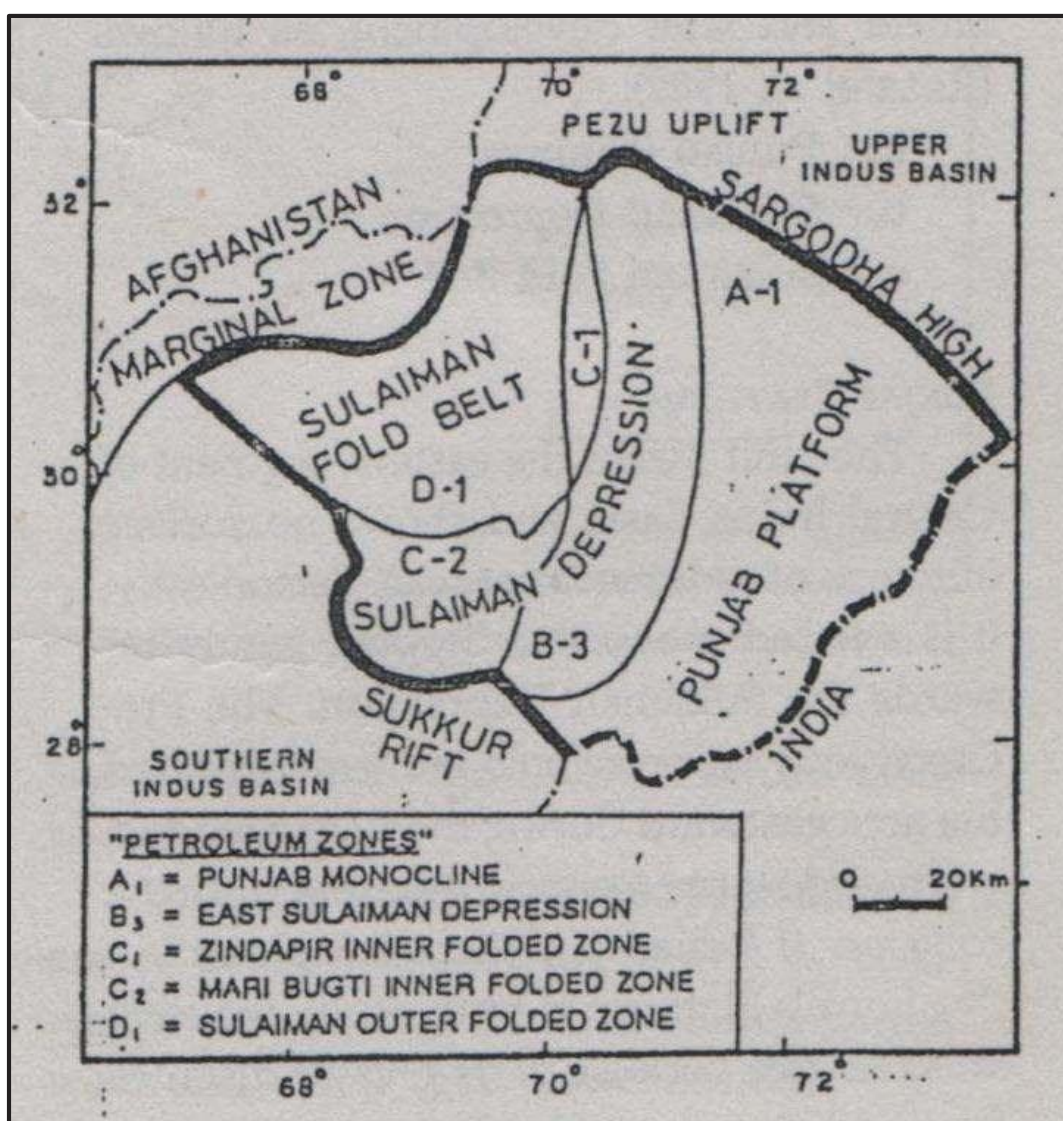 68°
70°
72°
PEZU UPLIFT
UPPER
INDUS BASIN
32°
SARGODHA HIGH
AFGHANISTAN
MARGINAL ZONE
A-1
C-1
SULAIMAN
FOLD BELT
30°
D-1
DEPRESSION
PUNJAB PLATFORM
C-2
SULAIMAN
B-3
28°
SUKKUR
RIFT
INDIA
SOUTHERN
INDUS BASIN
"PETROLEUM ZONES"
A₁ = PUNJAB MONOCLINE
B₃ = EAST SULAIMAN DEPRESSION
C₁ = ZINDAPIR INNER FOLDED ZONE
C₂ = MARI BUGTI INNER FOLDED ZONE
D₁ = SULAIMAN OUTER FOLDED ZONE
0 20Km
68°
70°
72°